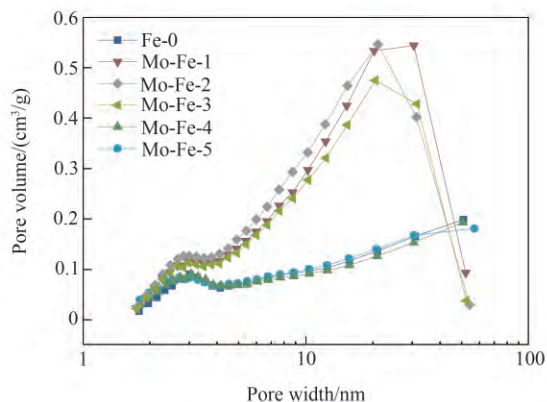 0.6
0.5
0.4
0.3
0.2
0.1
0
Pore volume/(cm³/g)
Fe-0
Mo-Fe-1
Mo-Fe-2
Mo-Fe-3
Mo-Fe-4
Mo-Fe-5
1 10 100
Pore width/nm